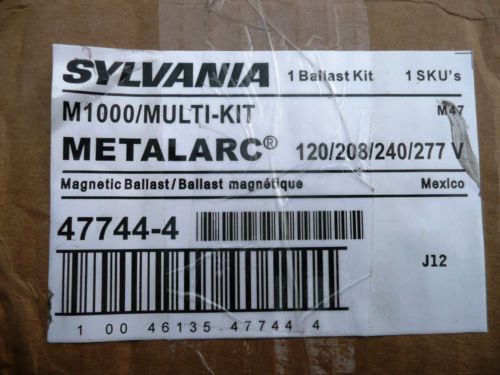 SYLVANIA 1 Ballast Kit 1 SKU's
M1000/MULTI-KIT M47
METALARC® 120/208/240/277 V
Magnetic Ballast/Ballast magnétique Mexico
47744-4
J12
1 00 46135 47744 4